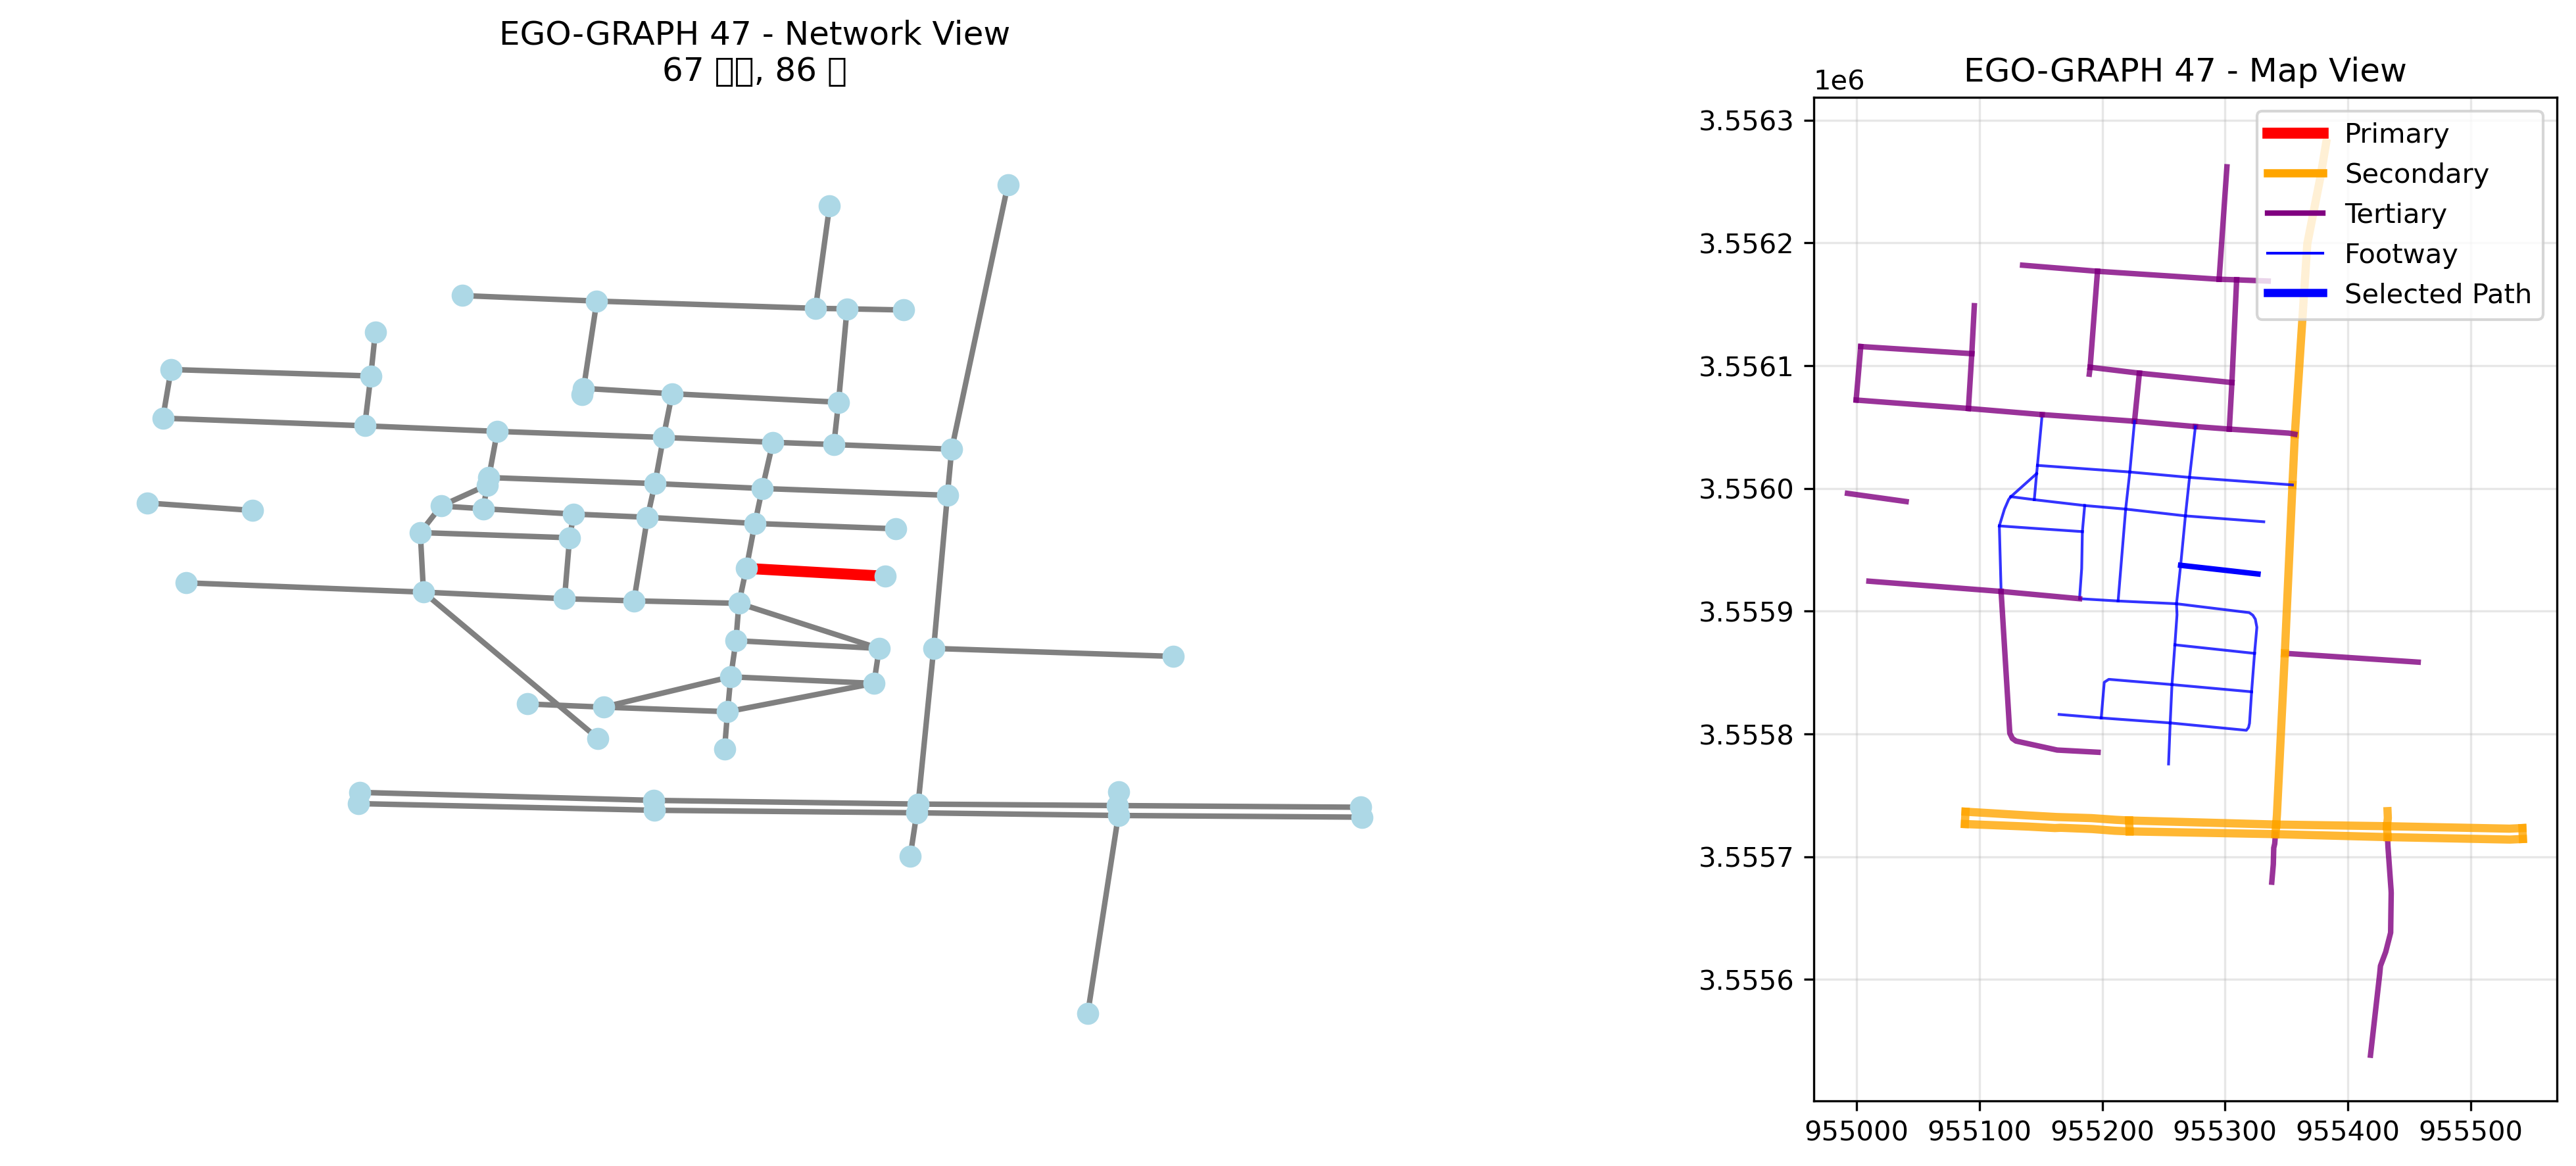 EGO-GRAPH 47 - Network View
67 , 86
EGO-GRAPH 47 - Map View
1e6
Primary
Secondary
Tertiary
Footway
Selected Path
3.5563
3.5562
3.5561
3.5560
3.5559
3.5558
3.5557
3.5556
955000 955100 955200 955300 955400 955500